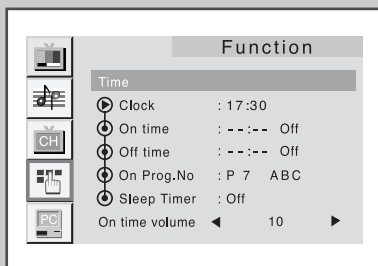 Function
Time
Clock : 17:30
On time : --:-- Off
Off time : --:-- Off
On Prog.No : P 7 ABC
Sleep Timer : Off
On time volume ◀ 10 ▶
CH
PC